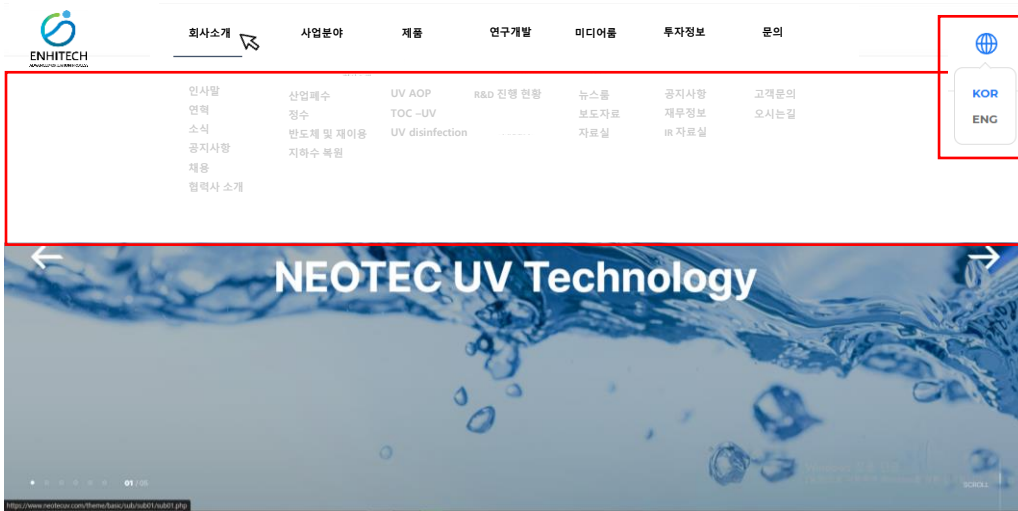 ENHITECH
회사소개 사업분야 제품 연구개발 미디어룸 투자정보 문의
인사말
연혁
소식
공지사항
채용
협력사 소개
산업폐수
정수
반도체 및 재이용
지하수 복원
UV AOP
TOC –UV
UV disinfection
R&D 진행 현황
뉴스룸
보도자료
자료실
공지사항
재무정보
IR 자료실
고객문의
오시는길
KOR
ENG
NEOTEC UV Technology
01 / 06
SCROLL
https://www.neotecuv.com/theme/basic/sub/sub01/sub01.php